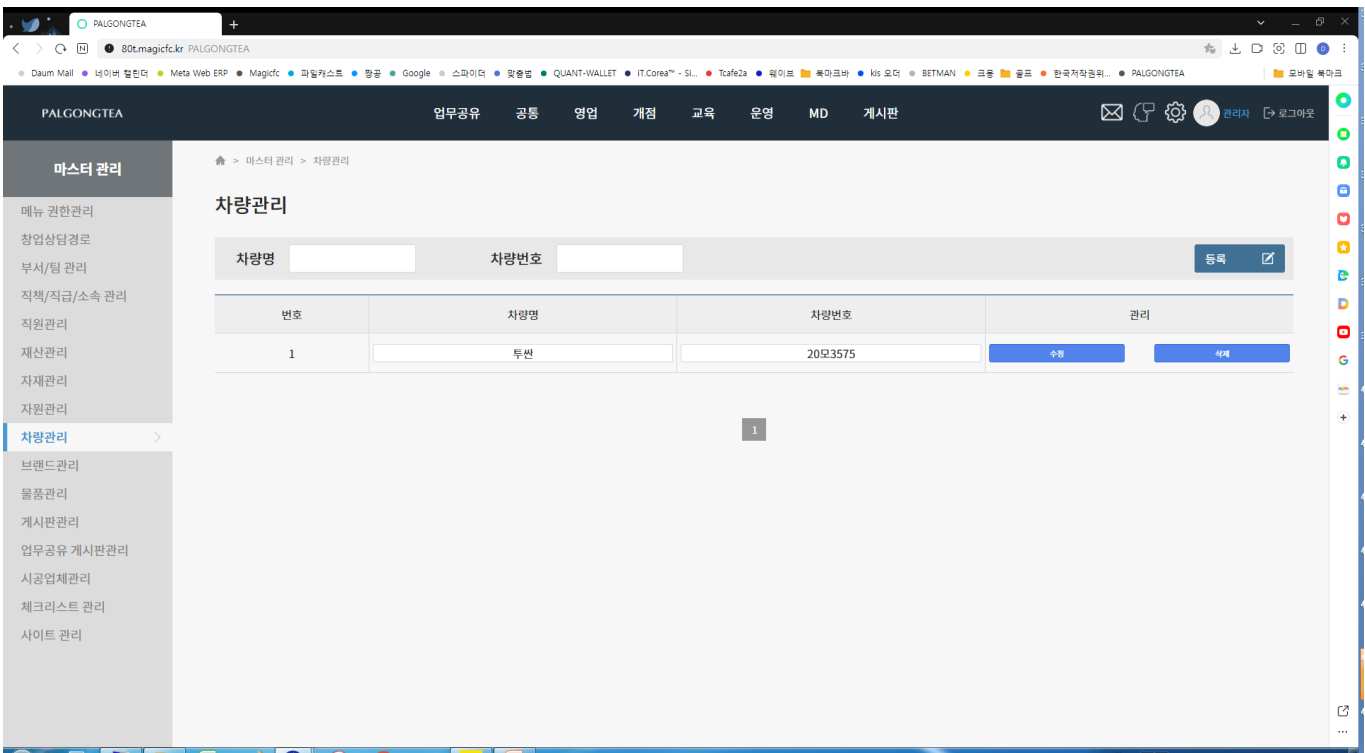 PALGONGTEA
80t.magicfc.kr PALGONGTEA
Daum Mail 네이버 캘린더 Meta Web ERP Magicfc 파일캐스트 짱공 Google 스파이더 맞춤법 QUANT-WALLET iT.Corea™ - Si... Tcafe2a 웨이브 북마크바 kis 오더 BETMAN 크몽 골프 한국저작권위... PALGONGTEA 모바일 북마크
PALGONGTEA 업무공유 공통 영업 개점 교육 운영 MD 게시판 관리자 로그아웃
마스터 관리
메뉴 권한관리
창업상담경로
부서/팀 관리
직책/직급/소속 관리
직원관리
재산관리
자재관리
자원관리
차량관리
브랜드관리
물품관리
게시판관리
업무공유 게시판관리
시공업체관리
체크리스트 관리
사이트 관리
> 마스터 관리 > 차량관리
차량관리
차량명 차량번호 등록
번호 차량명 차량번호 관리
1 투싼 20모3575 수정 삭제
1